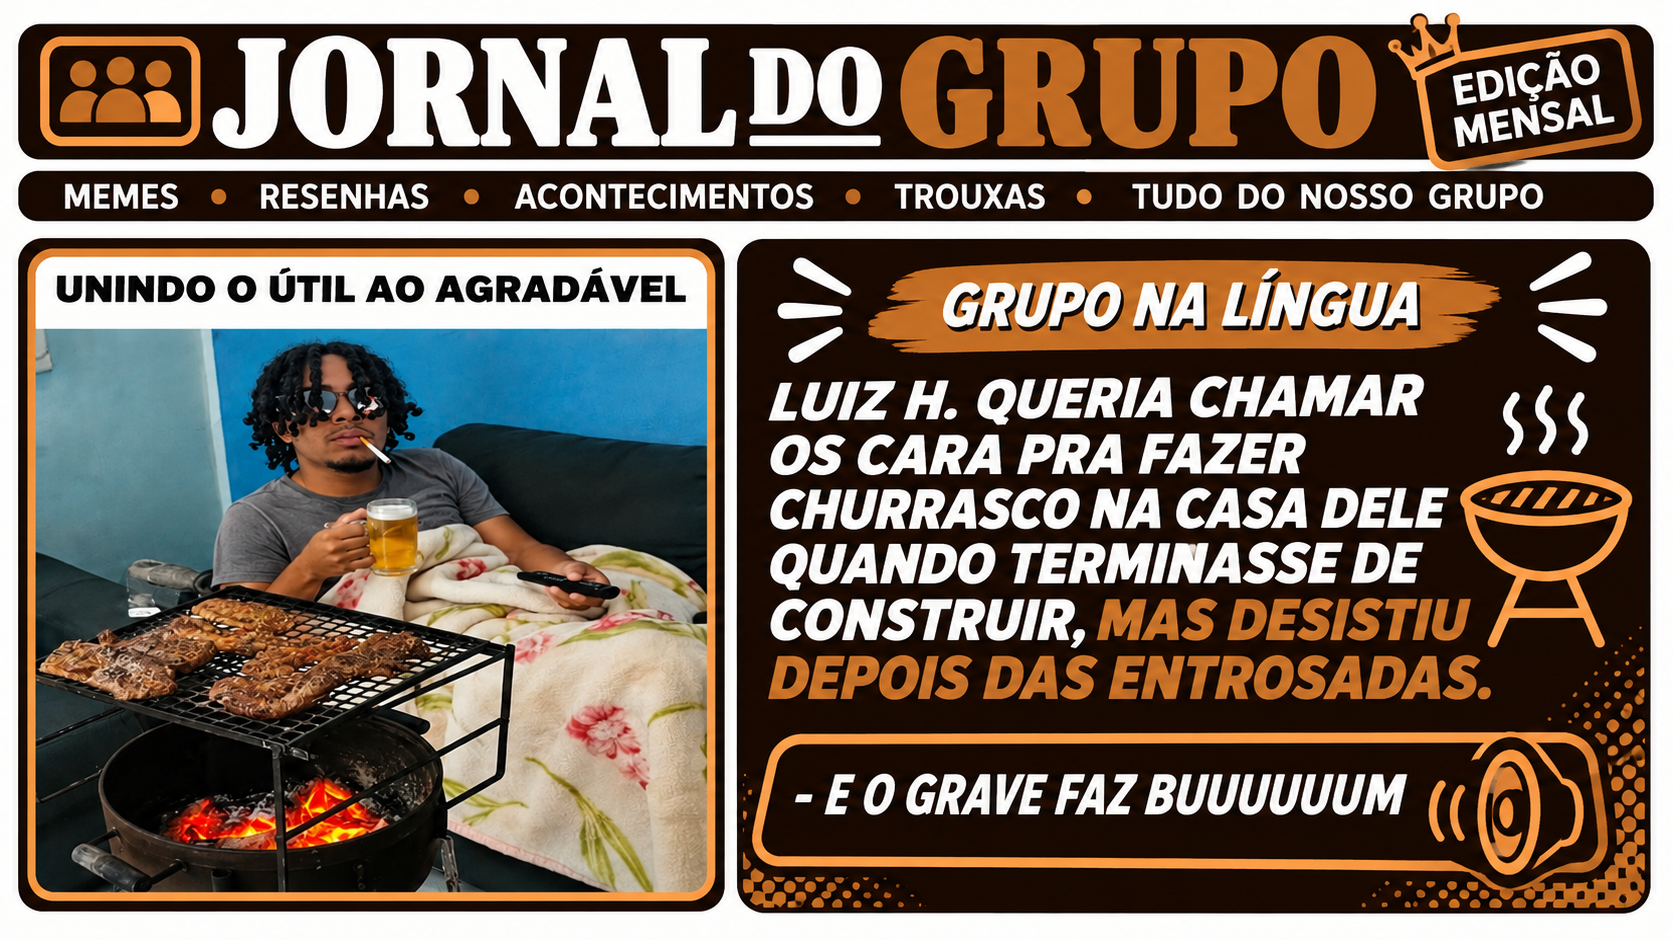 JORNAL DO GRUPO
EDIÇÃO
MENSAL
MEMES • RESENHAS • ACONTECIMENTOS • TROUXAS • TUDO DO NOSSO GRUPO
UNINDO O ÚTIL AO AGRADÁVEL
GRUPO NA LÍNGUA
LUIZ H. QUERIA CHAMAR
OS CARA PRA FAZER
CHURRASCO NA CASA DELE
QUANDO TERMINASSE DE
CONSTRUIR, MAS DESISTIU
DEPOIS DAS ENTROSADAS.
- E O GRAVE FAZ BUUUUUUM